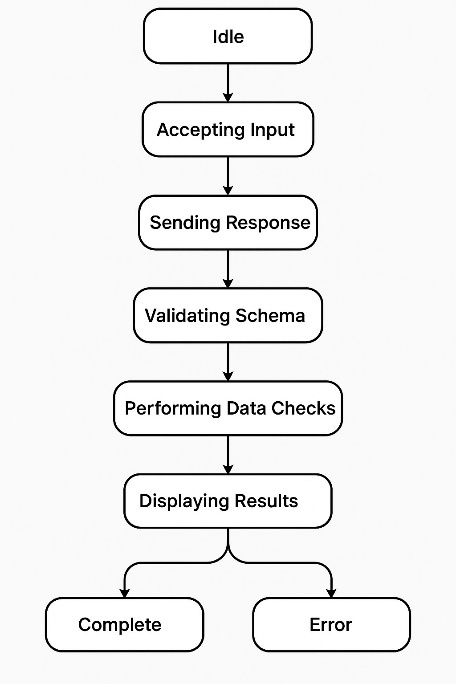 Idle
Accepting Input
Sending Response
Validating Schema
Performing Data Checks
Displaying Results
Complete
Error